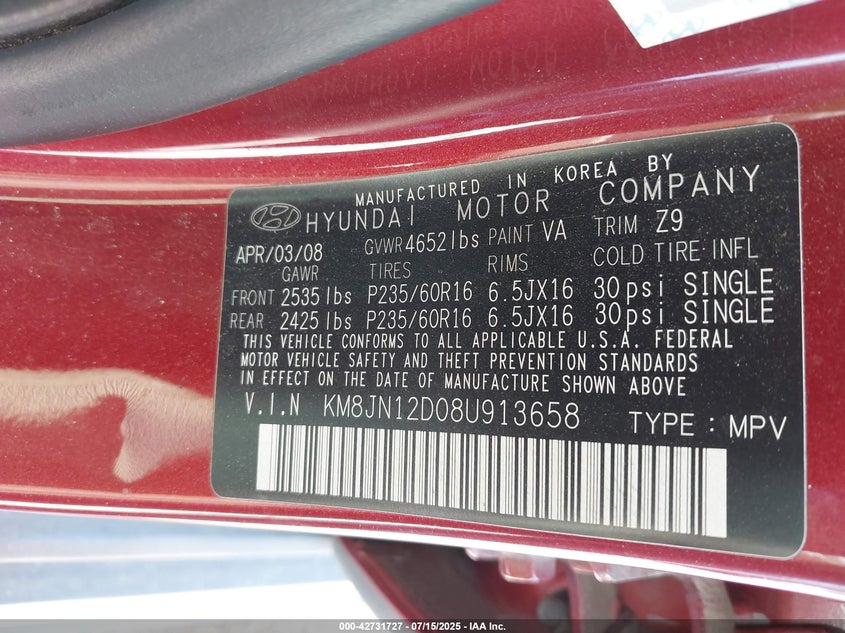 MANUFACTURED IN KOREA BY
HYUNDAI MOTOR COMPANY
APR/03/08 GVWR 4652 lbs PAINT VA TRIM Z9
GAWR TIRES RIMS COLD TIRE INFL
FRONT 2535 lbs P235/60R16 6.5JX16 30 psi SINGLE
REAR 2425 lbs P235/60R16 6.5JX16 30 psi SINGLE
THIS VEHICLE CONFORMS TO ALL APPLICABLE U.S.A. FEDERAL
MOTOR VEHICLE SAFETY AND THEFT PREVENTION STANDARDS
IN EFFECT ON THE DATE OF MANUFACTURE SHOWN ABOVE
V.I.N KM8JN12D08U913658 TYPE : MPV
000-42731727 - 07/15/2025 - IAA Inc.